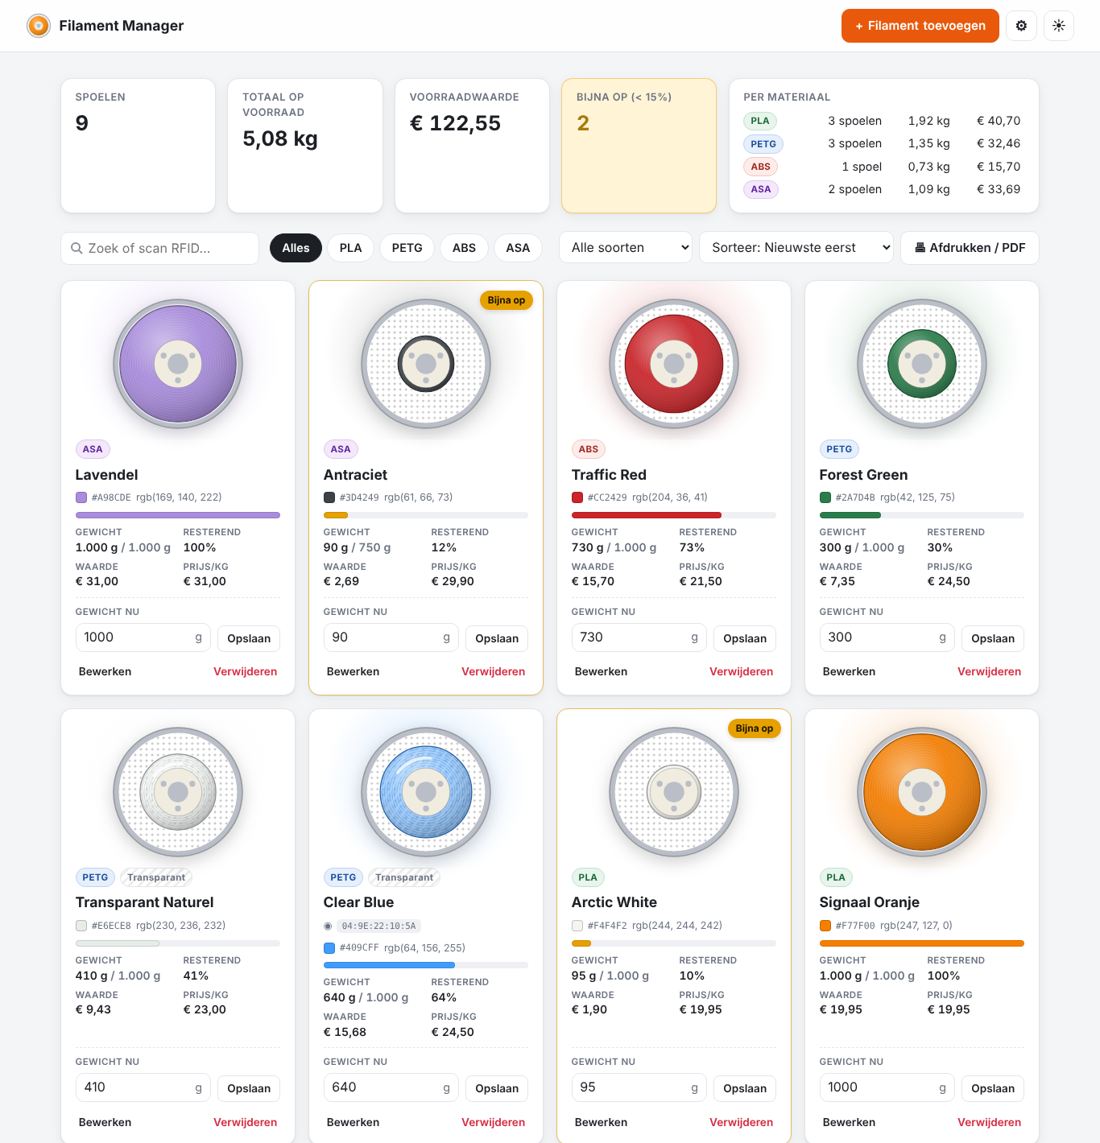 Filament Manager
+ Filament toevoegen
SPOELEN
9
TOTAAL OP
VOORRAAD
5,08 kg
VOORRAADWAARDE
€ 122,55
BIJNA OP (< 15%)
2
PER MATERIAAL
PLA 3 spoelen 1,92 kg € 40,70
PETG 3 spoelen 1,35 kg € 32,46
ABS 1 spoel 0,73 kg € 15,70
ASA 2 spoelen 1,09 kg € 33,69
Zoek of scan RFID...
Alles PLA PETG ABS ASA
Alle soorten
Sorteer: Nieuwste eerst
Afdrukken / PDF
ASA
Lavendel
#A98CDE rgb(169, 140, 222)
GEWICHT RESTEREND
1.000 g / 1.000 g 100%
WAARDE PRIJS/KG
€ 31,00 € 31,00
GEWICHT NU
1000 g Opslaan
Bewerken Verwijderen
Bijna op
ASA
Antraciet
#3D4249 rgb(61, 66, 73)
GEWICHT RESTEREND
90 g / 750 g 12%
WAARDE PRIJS/KG
€ 2,69 € 29,90
GEWICHT NU
90 g Opslaan
Bewerken Verwijderen
ABS
Traffic Red
#CC2429 rgb(204, 36, 41)
GEWICHT RESTEREND
730 g / 1.000 g 73%
WAARDE PRIJS/KG
€ 15,70 € 21,50
GEWICHT NU
730 g Opslaan
Bewerken Verwijderen
PETG
Forest Green
#2A7D4B rgb(42, 125, 75)
GEWICHT RESTEREND
300 g / 1.000 g 30%
WAARDE PRIJS/KG
€ 7,35 € 24,50
GEWICHT NU
300 g Opslaan
Bewerken Verwijderen
PETG Transparant
Transparant Naturel
#E6ECE8 rgb(230, 236, 232)
GEWICHT RESTEREND
410 g / 1.000 g 41%
WAARDE PRIJS/KG
€ 9,43 € 23,00
GEWICHT NU
410 g Opslaan
Bewerken Verwijderen
PETG Transparant
Clear Blue
04:9E:22:10:5A
#409CFF rgb(64, 156, 255)
GEWICHT RESTEREND
640 g / 1.000 g 64%
WAARDE PRIJS/KG
€ 15,68 € 24,50
GEWICHT NU
640 g Opslaan
Bewerken Verwijderen
Bijna op
PLA
Arctic White
#F4F4F2 rgb(244, 244, 242)
GEWICHT RESTEREND
95 g / 1.000 g 10%
WAARDE PRIJS/KG
€ 1,90 € 19,95
GEWICHT NU
95 g Opslaan
Bewerken Verwijderen
PLA
Signaal Oranje
#F77F00 rgb(247, 127, 0)
GEWICHT RESTEREND
1.000 g / 1.000 g 100%
WAARDE PRIJS/KG
€ 19,95 € 19,95
GEWICHT NU
1000 g Opslaan
Bewerken Verwijderen